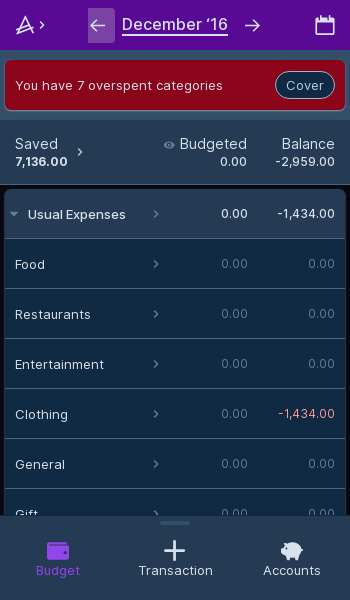 December ‘16
You have 7 overspent categories Cover
Saved Budgeted Balance
7,136.00 0.00 -2,959.00
Usual Expenses 0.00 -1,434.00
Food 0.00 0.00
Restaurants 0.00 0.00
Entertainment 0.00 0.00
Clothing 0.00 -1,434.00
General 0.00 0.00
Gift 0.00 0.00
Budget Transaction Accounts